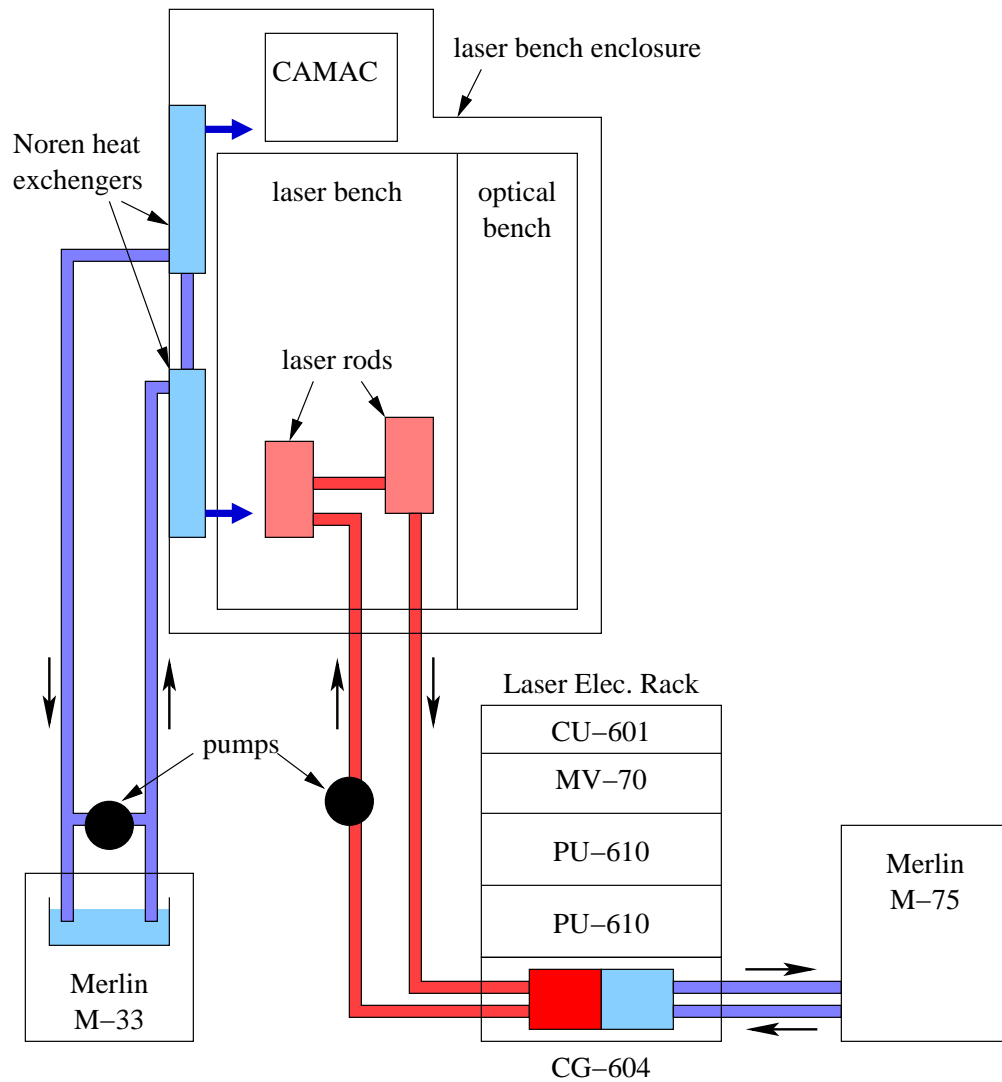 laser bench enclosure
CAMAC
Noren heat
exchengers
laser bench
optical
bench
laser rods
Laser Elec. Rack
CU−601
pumps
MV−70
PU−610
Merlin
M−75
PU−610
Merlin
M−33
CG−604